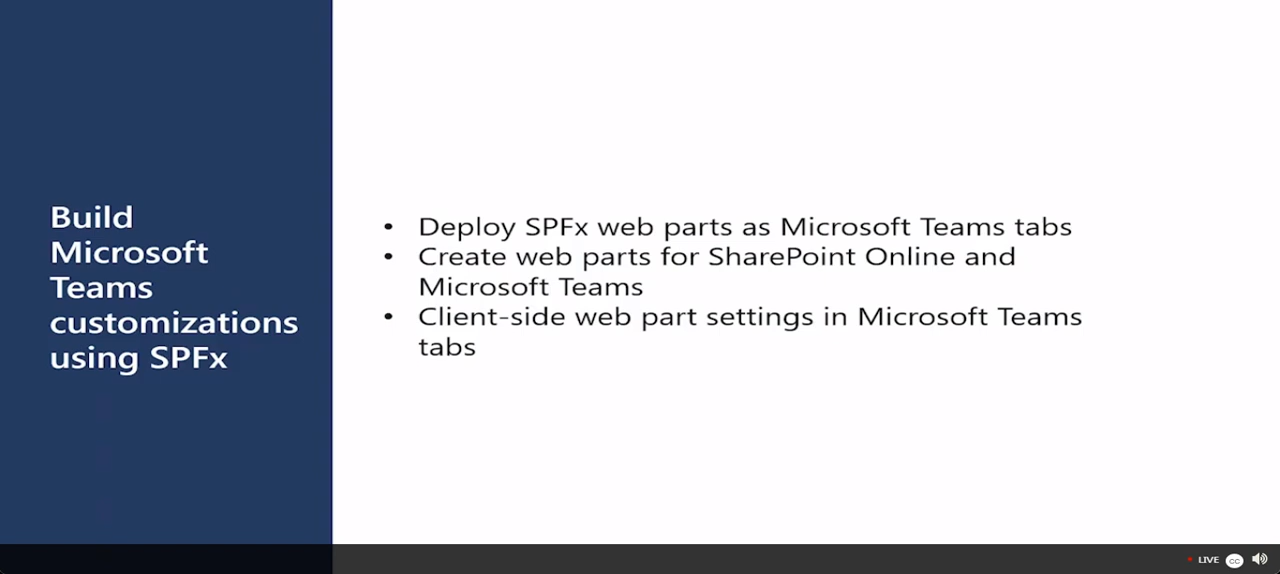 Build
Microsoft
Teams
customizations
using SPFx
• Deploy SPFx web parts as Microsoft Teams tabs
• Create web parts for SharePoint Online and
Microsoft Teams
• Client-side web part settings in Microsoft Teams
tabs
LIVE CC